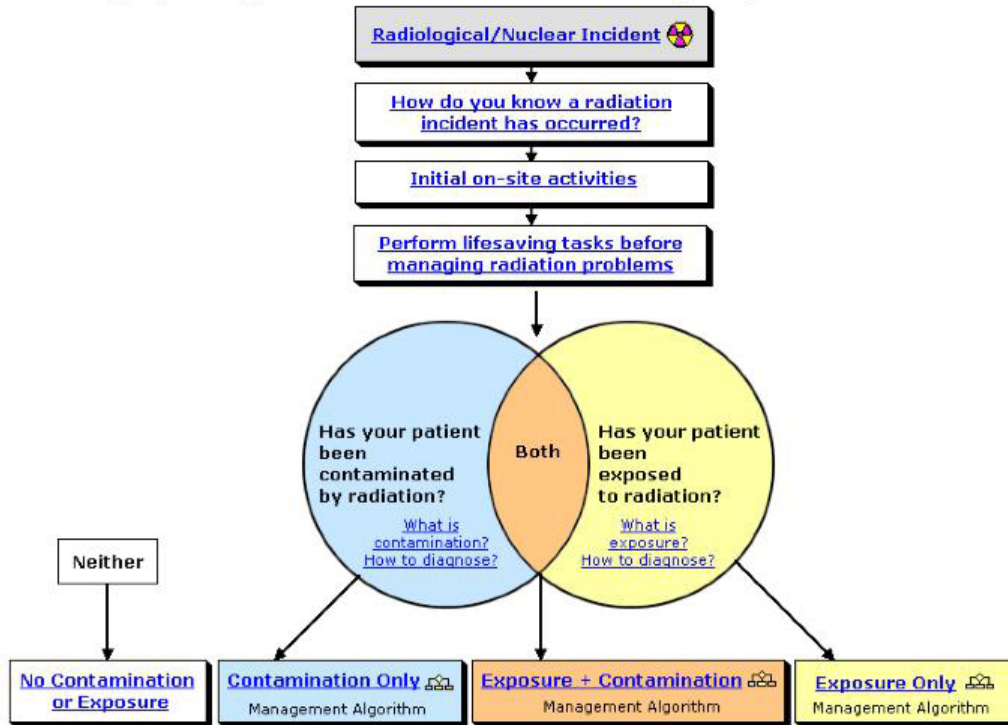 Radiological/Nuclear Incident
How do you know a radiation
incident has occurred?
Initial on-site activities
Perform lifesaving tasks before
managing radiation problems
Has your patient
been
contaminated
by radiation?
What is
contamination?
How to diagnose?
Both
Has your patient
been
exposed
to radiation?
What is
exposure?
How to diagnose?
Neither
No Contamination
or Exposure
Contamination Only
Management Algorithm
Exposure + Contamination
Management Algorithm
Exposure Only
Management Algorithm